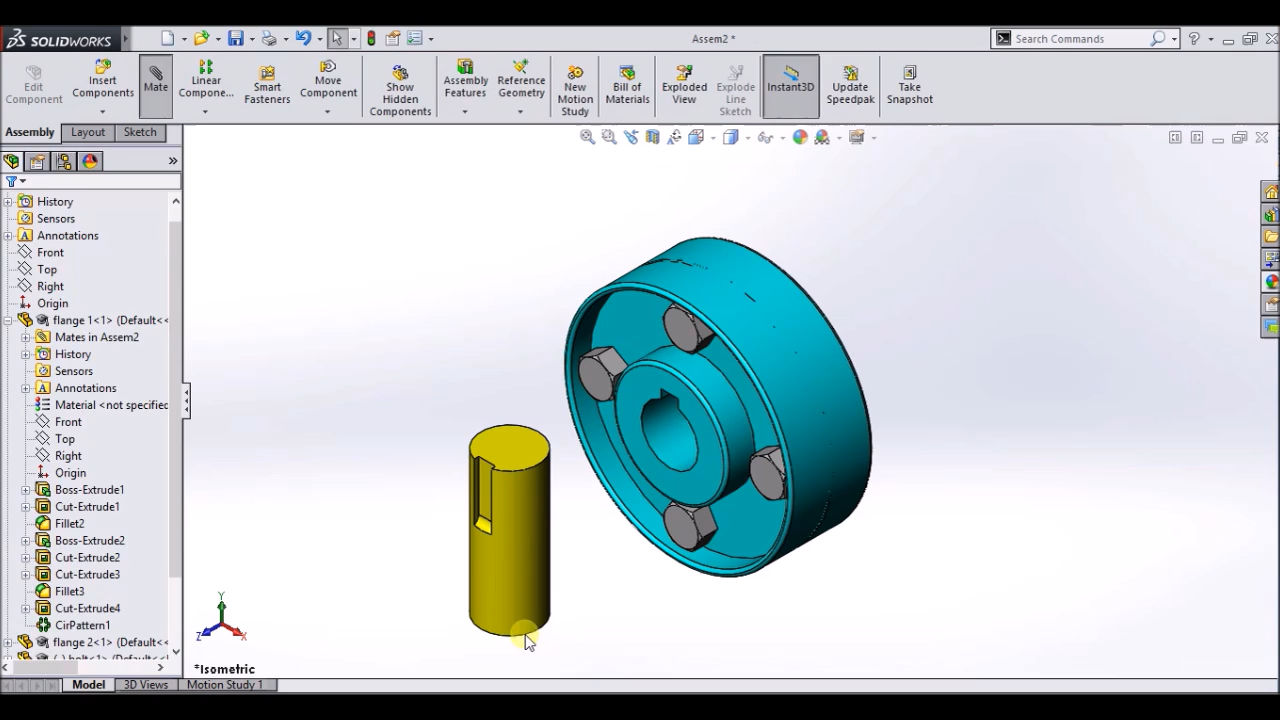 SOLIDWORKS
Assem2 *
Search Commands
Edit
Component
Insert
Components
Mate
Linear
Compone...
Smart
Fasteners
Move
Component
Show
Hidden
Components
Assembly
Features
Reference
Geometry
New
Motion
Study
Bill of
Materials
Exploded
View
Explode
Line
Sketch
Instant3D
Update
Speedpak
Take
Snapshot
Assembly
Layout
Sketch
History
Sensors
Annotations
Front
Top
Right
Origin
flange 1<1> (Default<<
Mates in Assem2
History
Sensors
Annotations
Material <not specified
Front
Top
Right
Origin
Boss-Extrude1
Cut-Extrude1
Fillet2
Boss-Extrude2
Cut-Extrude2
Cut-Extrude3
Fillet3
Cut-Extrude4
CirPattern1
flange 2<1> (Default<<
(-) bolt<1> (Default<<
Y
Z
X
*Isometric
Model
3D Views
Motion Study 1